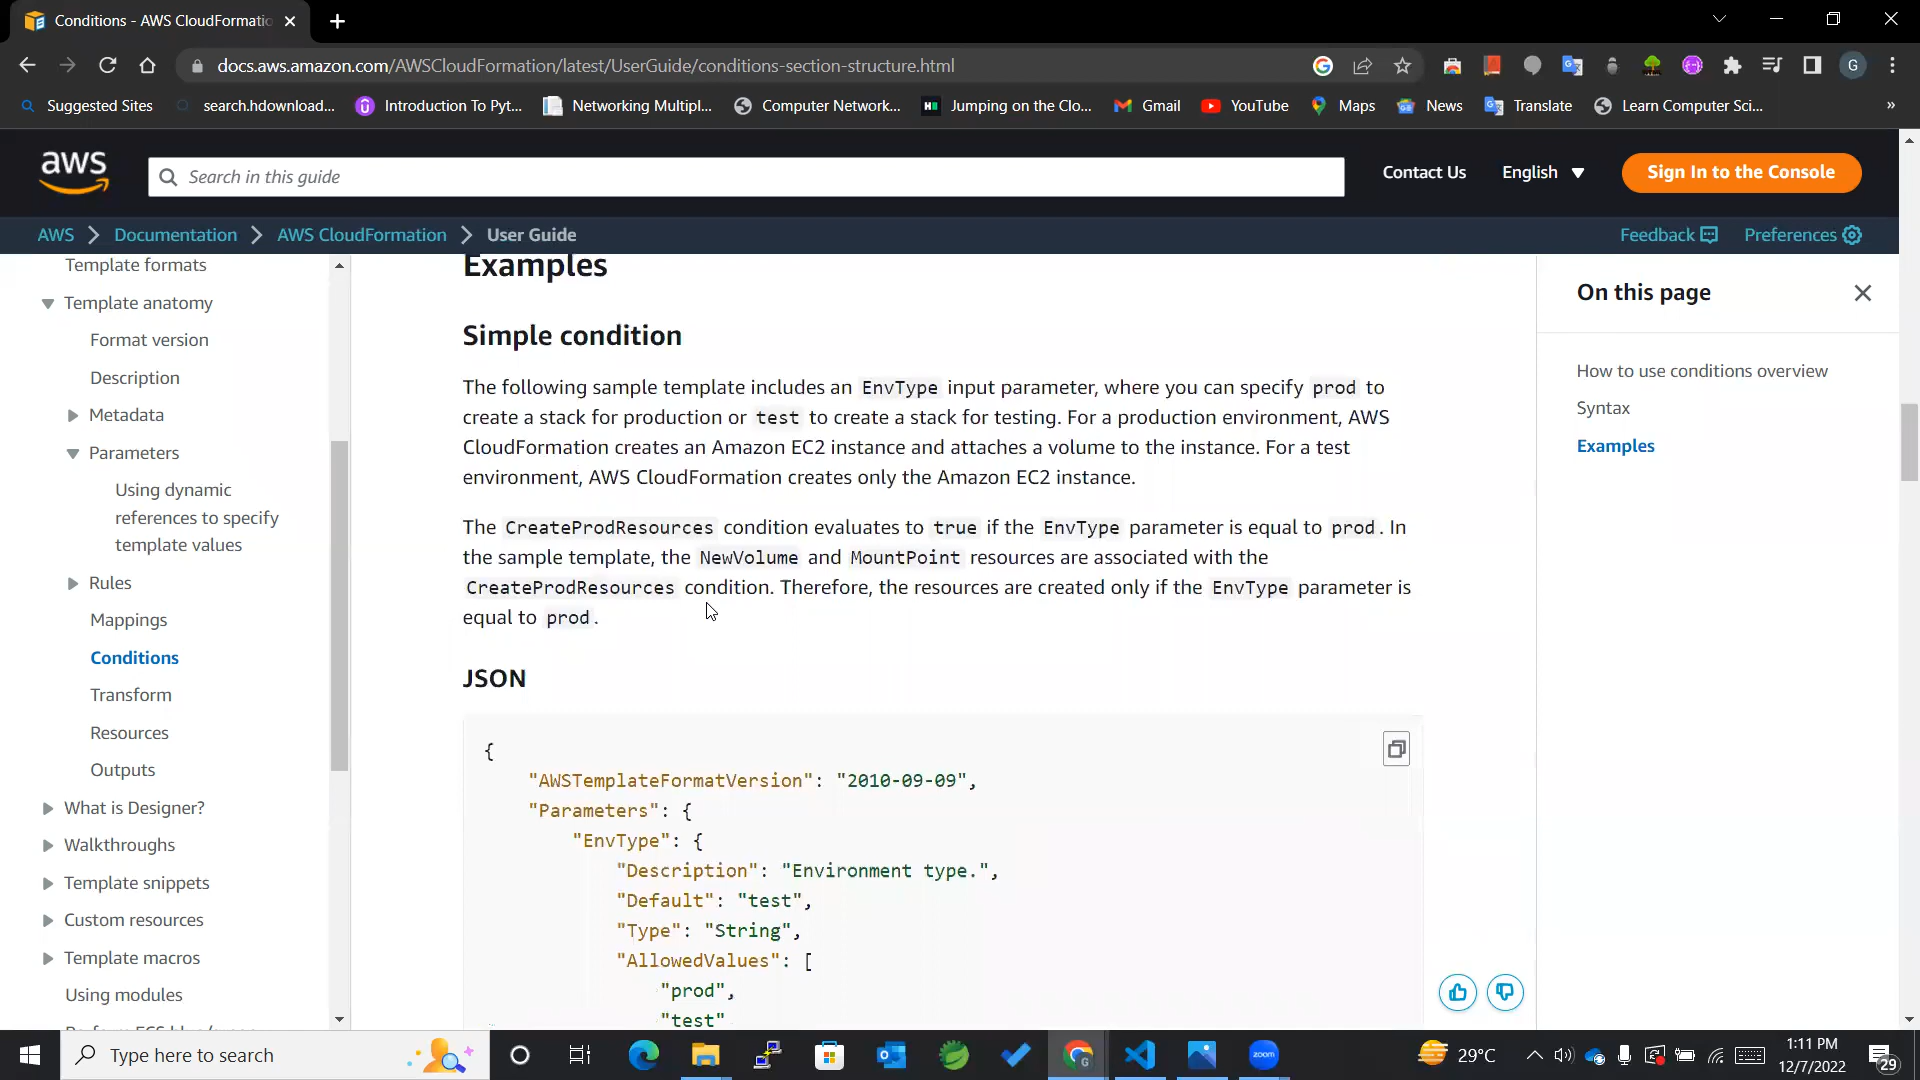 Conditions - AWS CloudFormatic
docs.aws.amazon.com/AWSCloudFormation/latest/UserGuide/conditions-section-structure.html
G
Suggested Sites
search.hdownload...
Introduction To Pyt...
Networking Multipl...
Computer Network...
Jumping on the Clo...
Gmail
YouTube
Maps
News
Translate
Learn Computer Sci...
»
aws
Search in this guide
Contact Us
English
Sign In to the Console
AWS
Documentation
AWS CloudFormation
User Guide
Feedback
Preferences
Template formats
Template anatomy
Format version
Description
Metadata
Parameters
Using dynamic
references to specify
template values
Rules
Mappings
Conditions
Transform
Resources
Outputs
What is Designer?
Walkthroughs
Template snippets
Custom resources
Template macros
Using modules
Examples
Simple condition
The following sample template includes an EnvType input parameter, where you can specify prod to
create a stack for production or test to create a stack for testing. For a production environment, AWS
CloudFormation creates an Amazon EC2 instance and attaches a volume to the instance. For a test
environment, AWS CloudFormation creates only the Amazon EC2 instance.
The CreateProdResources condition evaluates to true if the EnvType parameter is equal to prod. In
the sample template, the NewVolume and MountPoint resources are associated with the
CreateProdResources condition. Therefore, the resources are created only if the EnvType parameter is
equal to prod.
JSON
{
"AWSTemplateFormatVersion": "2010-09-09",
"Parameters": {
"EnvType": {
"Description": "Environment type.",
"Default": "test",
"Type": "String",
"AllowedValues": [
"prod",
"test"
On this page
How to use conditions overview
Syntax
Examples
Type here to search
zoom
29°C
1:11 PM
12/7/2022
29